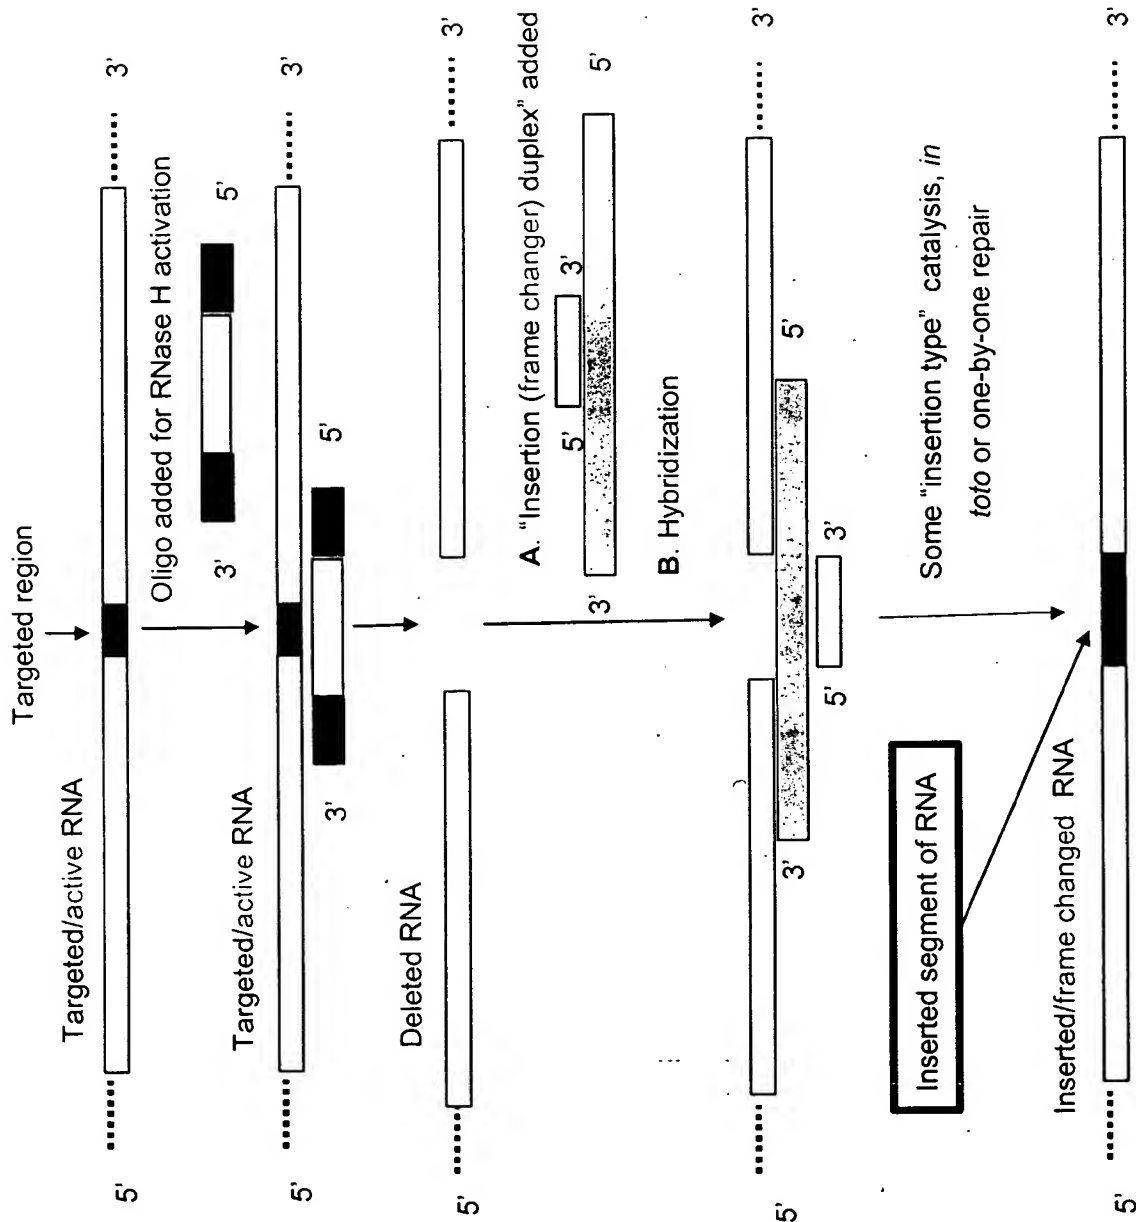 Targeted region
Targeted/active RNA
5'
3'
Oligo added for RNase H activation
3'
5'
Targeted/active RNA
5'
3'
3'
5'
Deleted RNA
5'
3'
A. "Insertion (frame changer) duplex" added
5'
3'
3'
5'
B. Hybridization
5'
3'
3'
5'
5'
3'
Some "insertion type" catalysis, in
toto or one-by-one repair
Inserted segment of RNA
Inserted/frame changed RNA
5'
3'